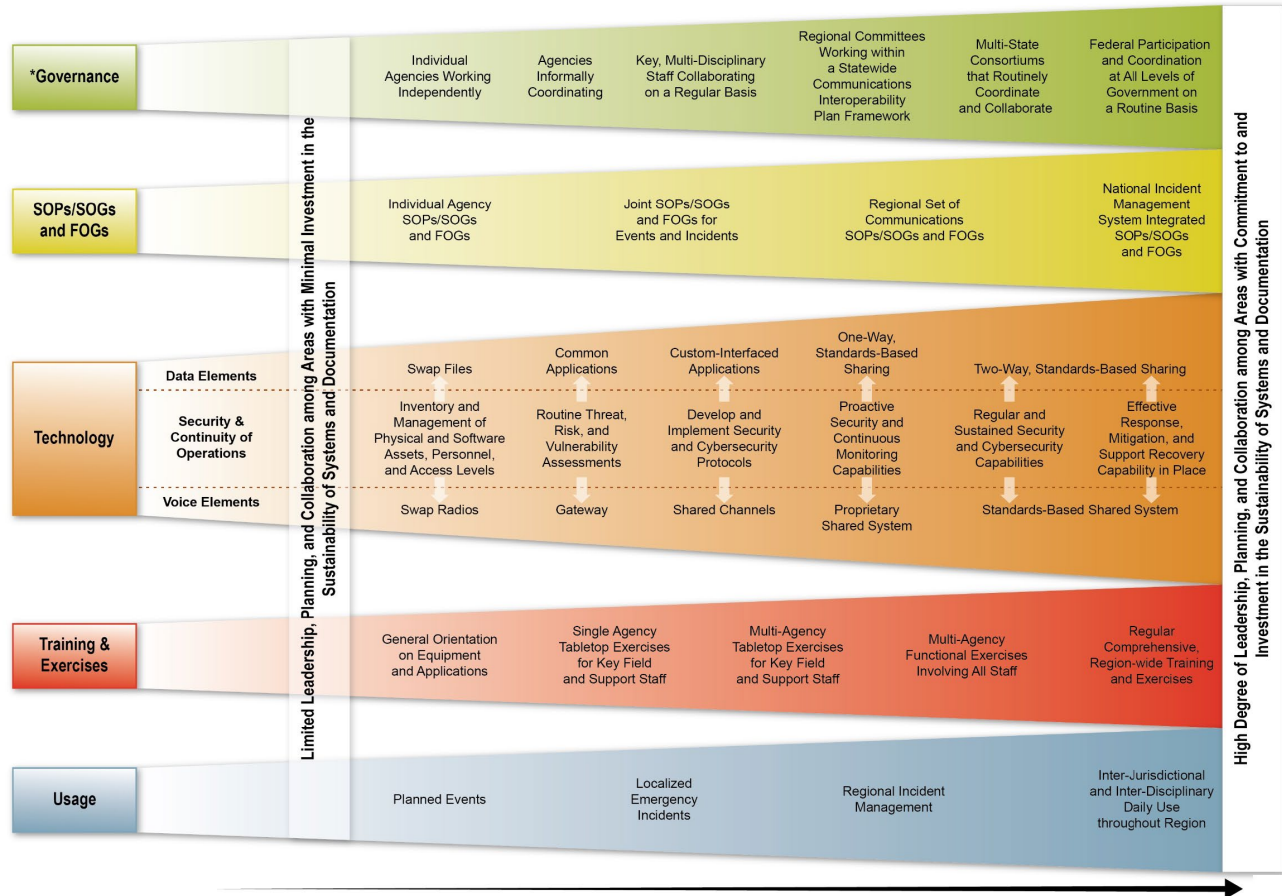 *Governance
Individual
Agencies Working
Independently
Agencies
Informally
Coordinating
Key, Multi-Disciplinary
Staff Collaborating
on a Regular Basis
Regional Committees
Working within
a Statewide
Communications
Interoperability
Plan Framework
Multi-State
Consortiums
that Routinely
Coordinate
and Collaborate
Federal Participation
and Coordination
at All Levels of
Government on
a Routine Basis
Limited Leadership, Planning, and Collaboration among Areas with Minimal Investment in the
Sustainability of Systems and Documentation
High Degree of Leadership, Planning, and Collaboration among Areas with Commitment to and
Investment in the Sustainability of Systems and Documentation
SOPs/SOGs
and FOGs
Individual Agency
SOPs/SOGs
and FOGs
Joint SOPs/SOGs
and FOGs for
Events and Incidents
Regional Set of
Communications
SOPs/SOGs and FOGs
National Incident
Management
System Integrated
SOPs/SOGs
and FOGs
Technology
Data Elements
Swap Files
Common
Applications
Custom-Interfaced
Applications
One-Way,
Standards-Based
Sharing
Two-Way, Standards-Based Sharing
Security &
Continuity of
Operations
Inventory and
Management of
Physical and Software
Assets, Personnel,
and Access Levels
Routine Threat,
Risk, and
Vulnerability
Assessments
Develop and
Implement Security
and Cybersecurity
Protocols
Proactive
Security and
Continuous
Monitoring
Capabilities
Regular and
Sustained Security
and Cybersecurity
Capabilities
Effective
Response,
Mitigation, and
Support Recovery
Capability in Place
Voice Elements
Swap Radios
Gateway
Shared Channels
Proprietary
Shared System
Standards-Based Shared System
Training &
Exercises
General Orientation
on Equipment
and Applications
Single Agency
Tabletop Exercises
for Key Field
and Support Staff
Multi-Agency
Tabletop Exercises
for Key Field
and Support Staff
Multi-Agency
Functional Exercises
Involving All Staff
Regular
Comprehensive,
Region-wide Training
and Exercises
Usage
Planned Events
Localized
Emergency
Incidents
Regional Incident
Management
Inter-Jurisdictional
and Inter-Disciplinary
Daily Use
throughout Region